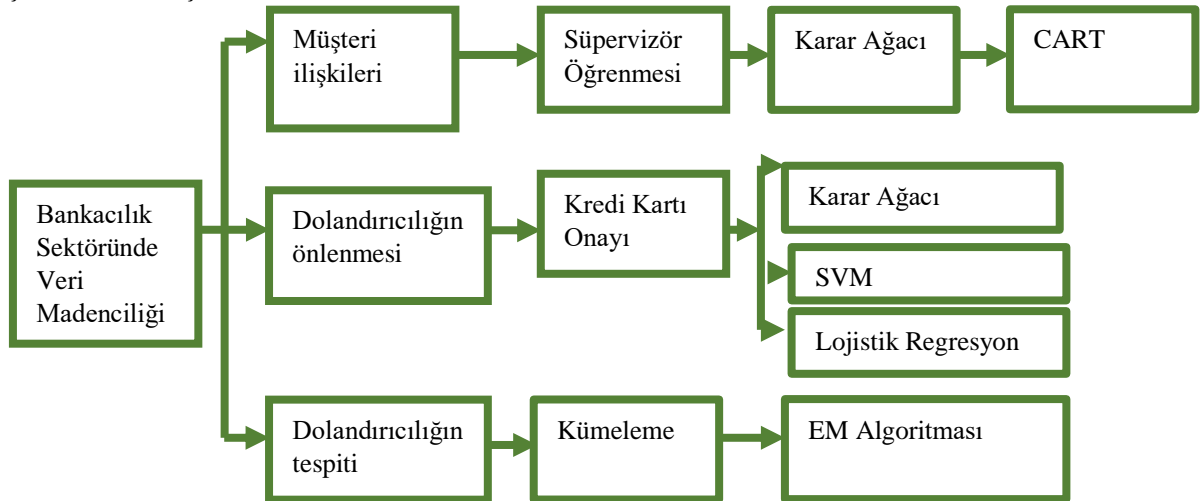 Müşteri
ilişkileri
Süpervizör
Öğrenmesi
Karar Ağacı
CART
Bankacılık
Sektöründe
Veri
Madenciliği
Dolandırıcılığın
önlenmesi
Kredi Kartı
Onayı
Karar Ağacı
SVM
Lojistik Regresyon
Dolandırıcılığın
tespiti
Kümeleme
EM Algoritması